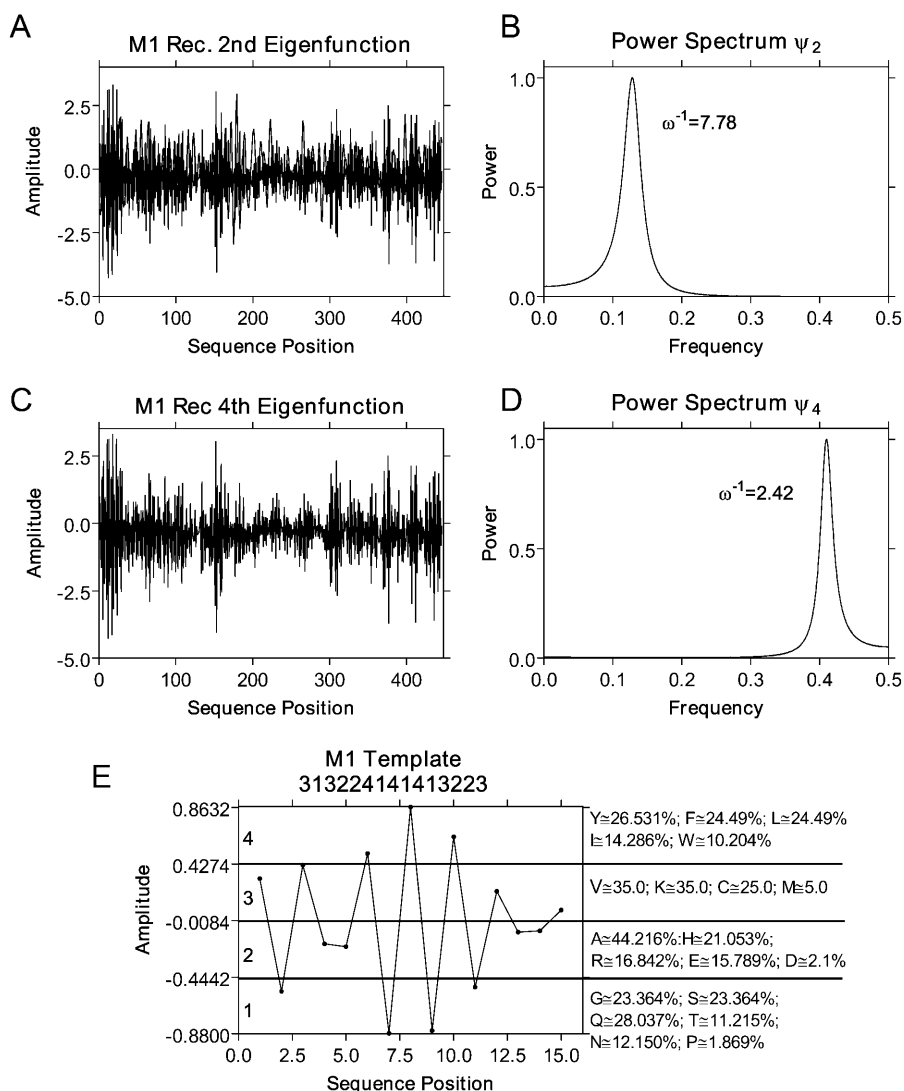 A
M1 Rec. 2nd Eigenfunction
2.5
0.0
-2.5
-5.0
Amplitude
0 100 200 300 400
Sequence Position
B
Power Spectrum ψ2
1.0
0.5
0.0
Power
ω-1=7.78
0.0 0.1 0.2 0.3 0.4 0.5
Frequency
C
M1 Rec 4th Eigenfunction
2.5
0.0
-2.5
-5.0
Amplitude
0 100 200 300 400
Sequence Position
D
Power Spectrum ψ4
1.0
0.5
0.0
Power
ω-1=2.42
0.0 0.1 0.2 0.3 0.4 0.5
Frequency
E
M1 Template
313224141413223
0.8632
0.4274
-0.0084
-0.4442
-0.8800
Amplitude
4
3
2
1
0.0 2.5 5.0 7.5 10.0 12.5 15.0
Sequence Position
Y≅26.531%; F≅24.49%; L≅24.49%
I≅14.286%; W≅10.204%
V≅35.0; K≅35.0; C≅25.0; M≅5.0
A≅44.216%:H≅21.053%;
R≅16.842%; E≅15.789%; D≅2.1%
G≅23.364%; S≅23.364%;
Q≅28.037%; T≅11.215%;
N≅12.150%; P≅1.869%